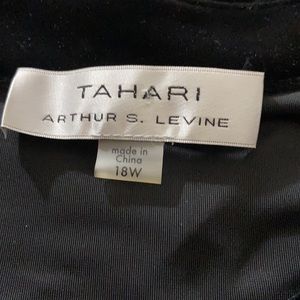 TAHARI
ARTHUR S. LEVINE
made in
China
18W